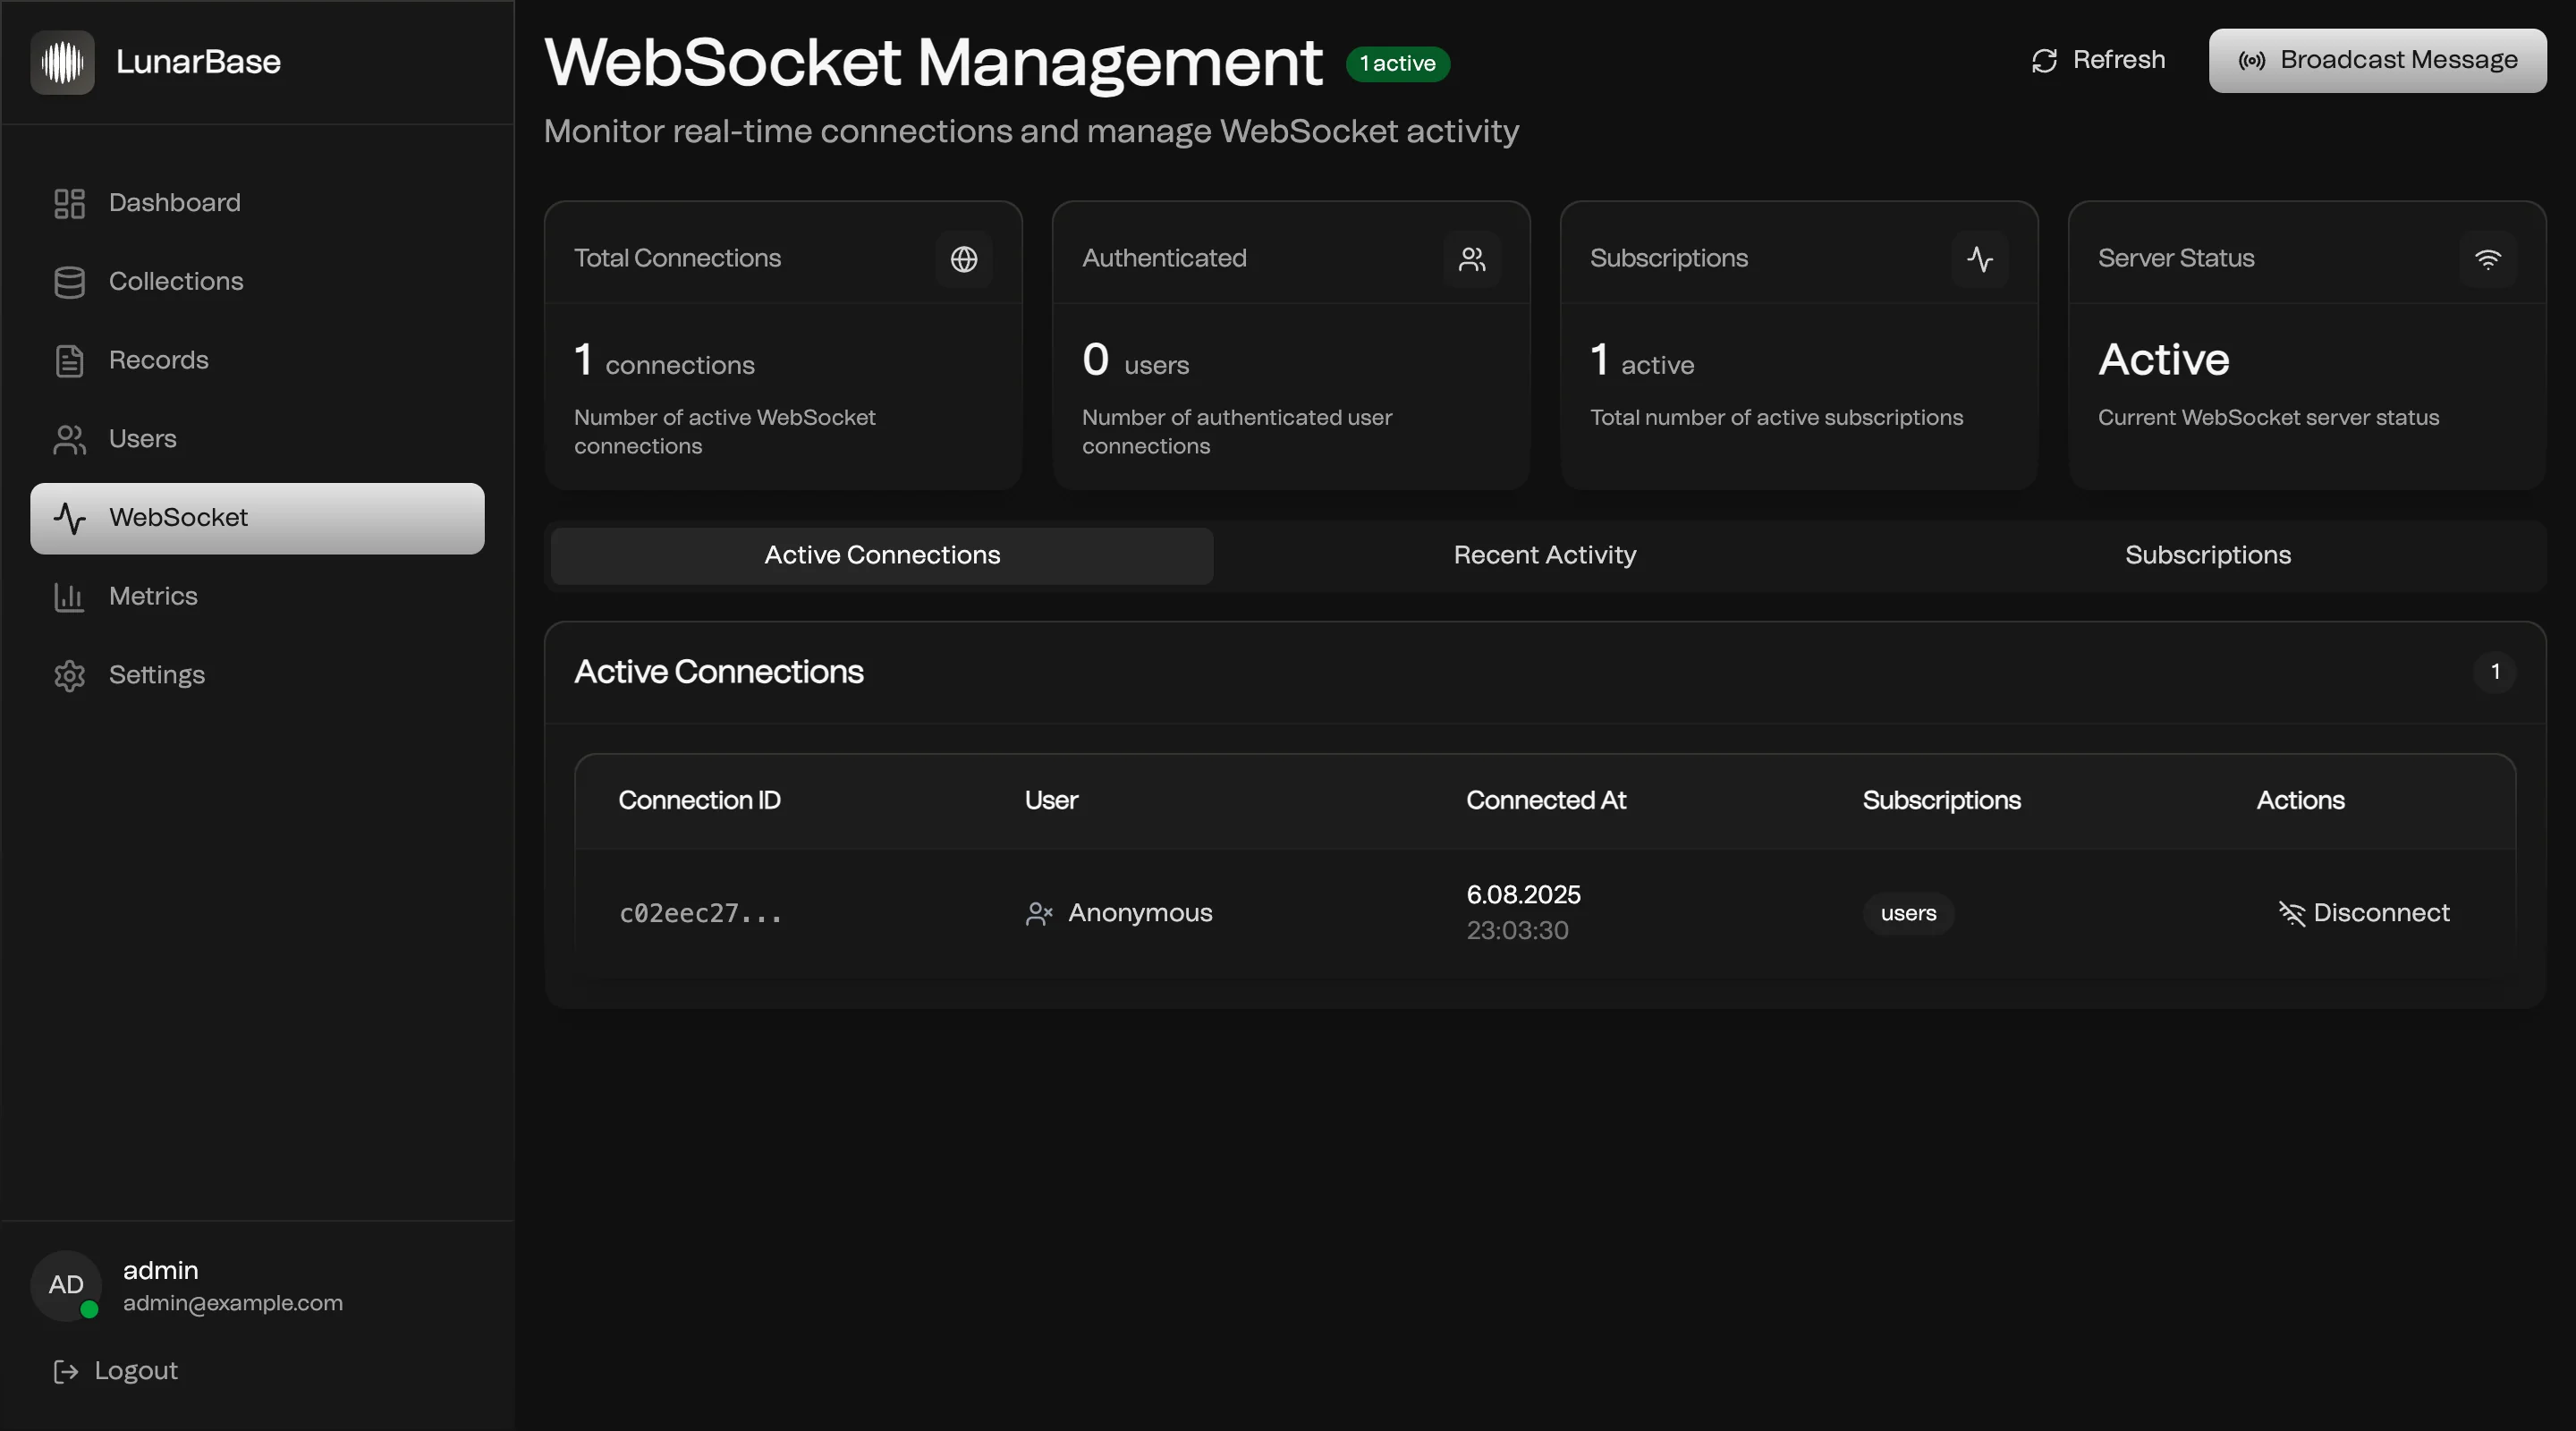 LunarBase
Dashboard
Collections
Records
Users
WebSocket
Metrics
Settings
AD
admin
admin@example.com
Logout
WebSocket Management
1 active
Monitor real-time connections and manage WebSocket activity
Refresh
Broadcast Message
Total Connections
1 connections
Number of active WebSocket
connections
Authenticated
0 users
Number of authenticated user
connections
Subscriptions
1 active
Total number of active subscriptions
Server Status
Active
Current WebSocket server status
Active Connections
Recent Activity
Subscriptions
Active Connections
1
Connection ID
User
Connected At
Subscriptions
Actions
c02eec27...
Anonymous
6.08.2025
23:03:30
users
Disconnect